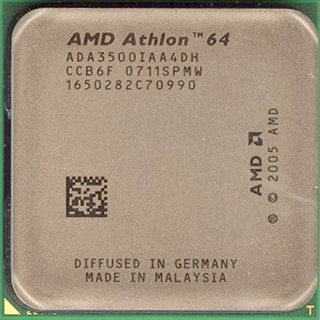 AMD Athlon™64
ADA3500IAA4DH
CCB6F 0711SPMW
1650282C70990
AMD
© 2005 AMD
DIFFUSED IN GERMANY
MADE IN MALAYSIA
T